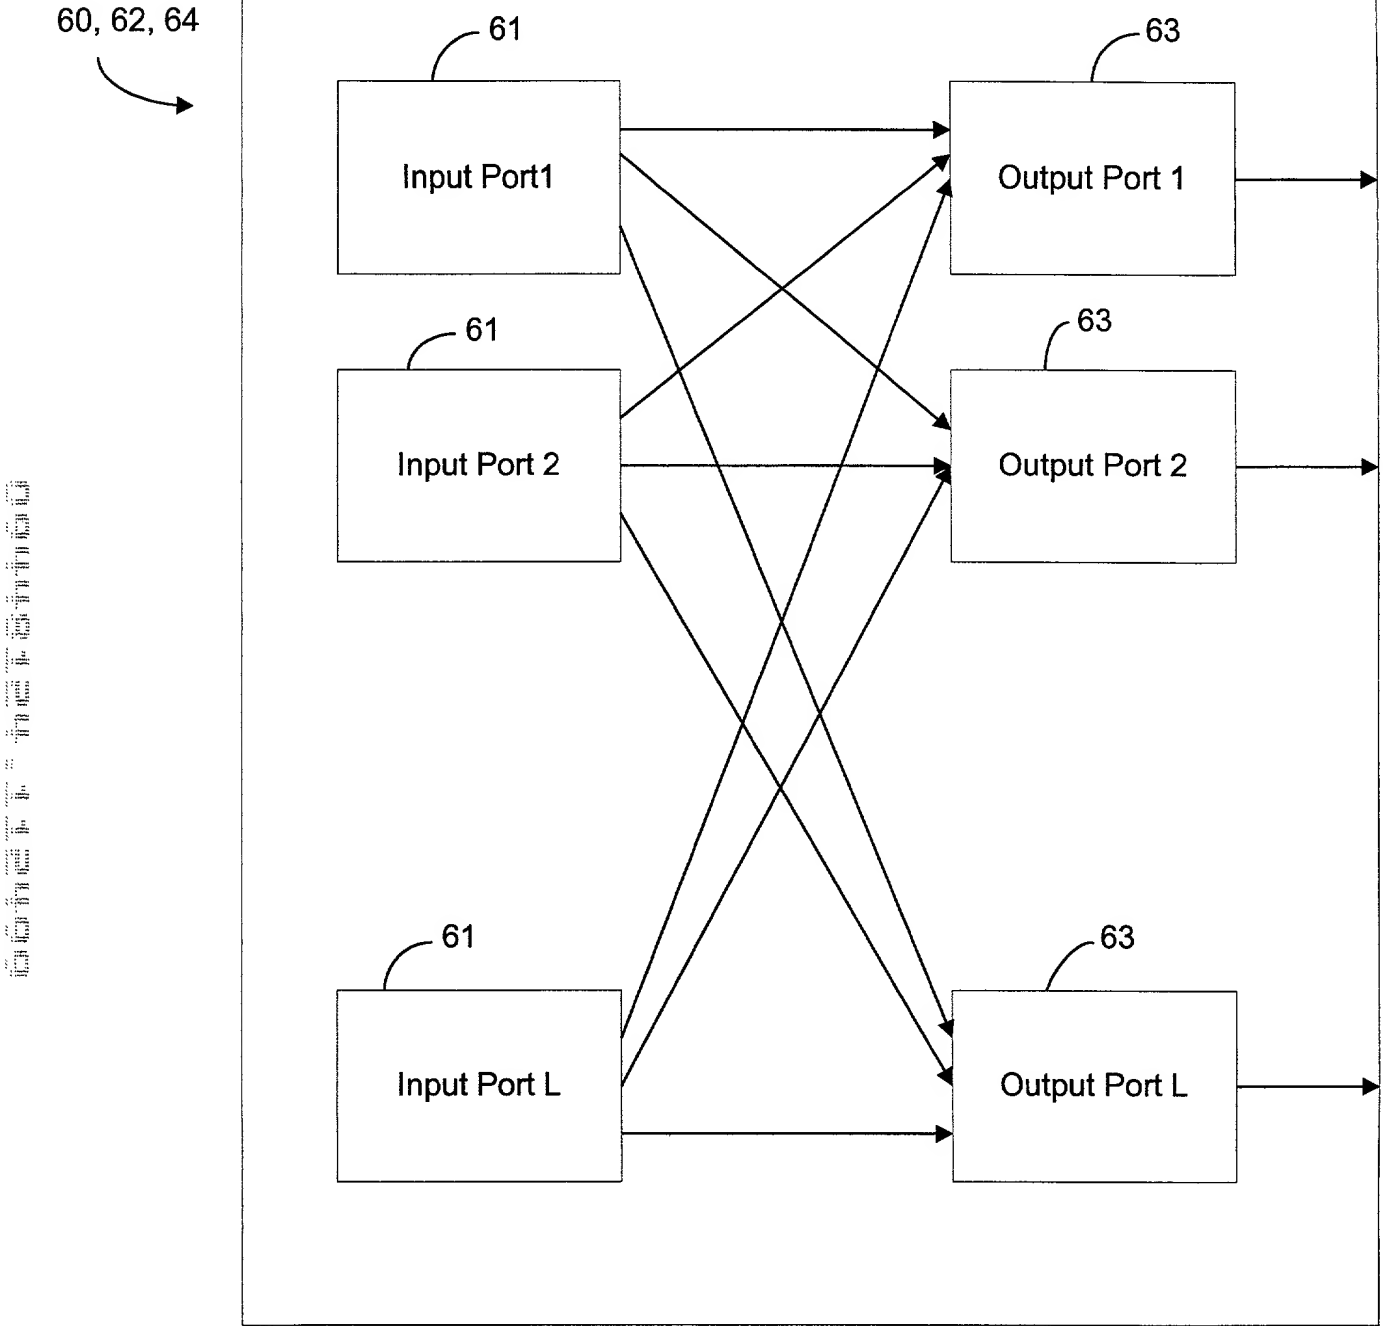 60, 62, 64
61
63
Input Port1
Output Port 1
61
63
Input Port 2
Output Port 2
61
63
Input Port L
Output Port L